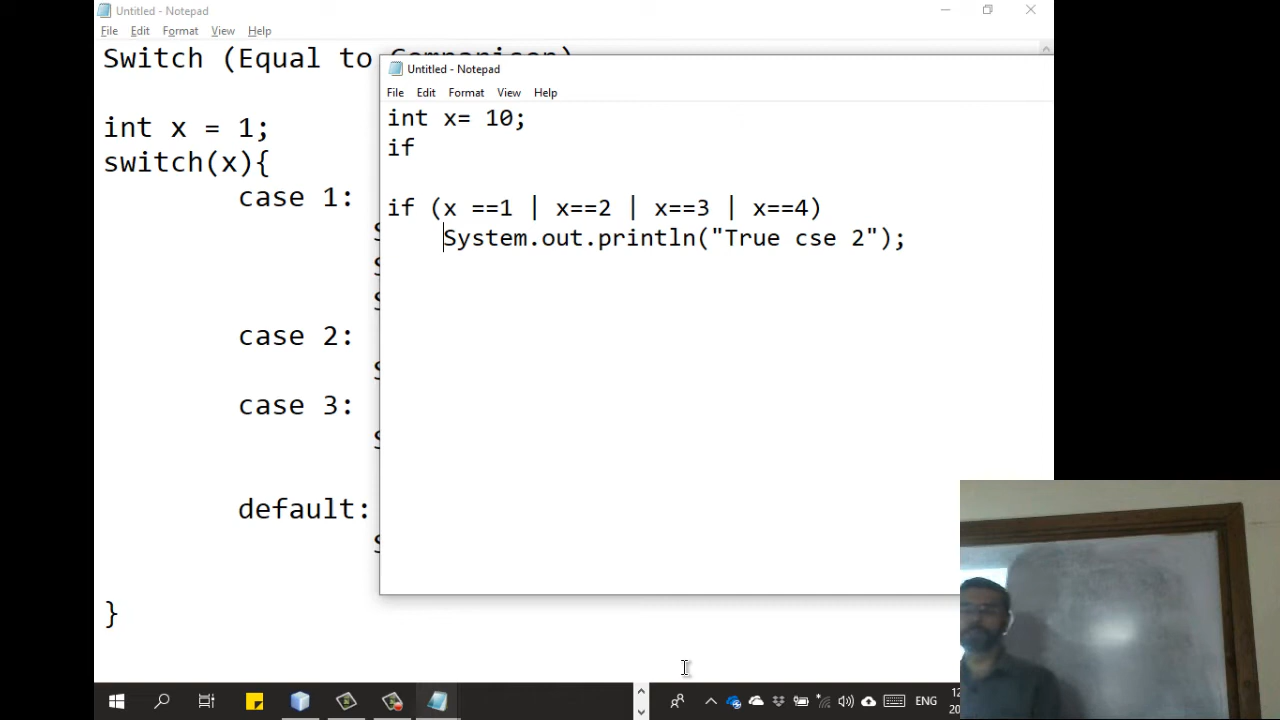 Untitled - Notepad
File Edit Format View Help
Switch (Equal to Comparison)
int x = 1;
switch(x){
case 1:
case 2:
case 3:
default:
}
Untitled - Notepad
File Edit Format View Help
int x= 10;
if
if (x ==1 | x==2 | x==3 | x==4)
System.out.println("True cse 2");
ENG